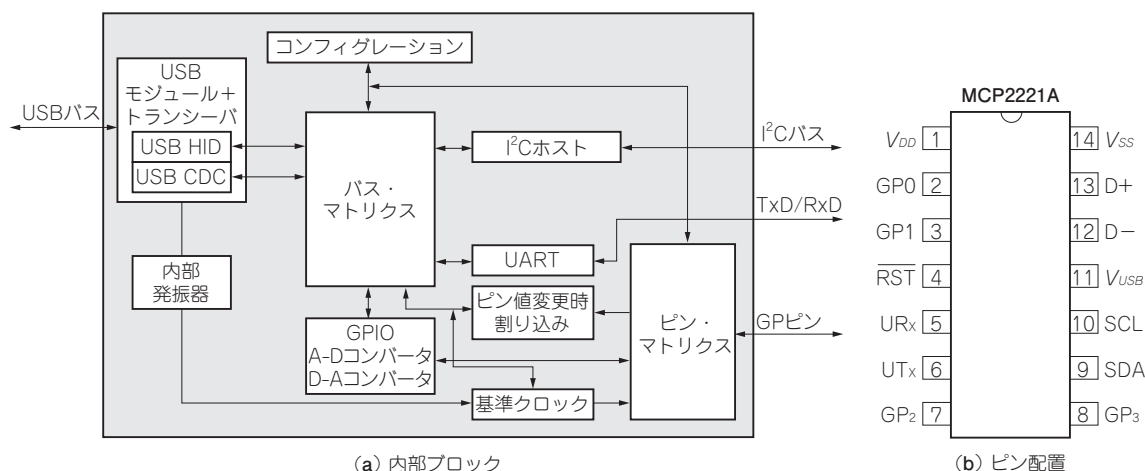 コンフィグレーション
USB
モジュール＋
トランシーバ
USBバス
USB HID
USB CDC
バス・
マトリクス
I²Cホスト
I²Cバス
TxD/RxD
UART
内部
発振器
ピン値変更時
割り込み
GPIO
A-Dコンバータ
D-Aコンバータ
ピン・
マトリクス
GPピン
基準クロック
(a) 内部ブロック
MCP2221A
VDD 1
14 VSS
GP0 2
13 D+
GP1 3
12 D−
RST 4
11 VUSB
URx 5
10 SCL
UTx 6
9 SDA
GP2 7
8 GP3
(b) ピン配置